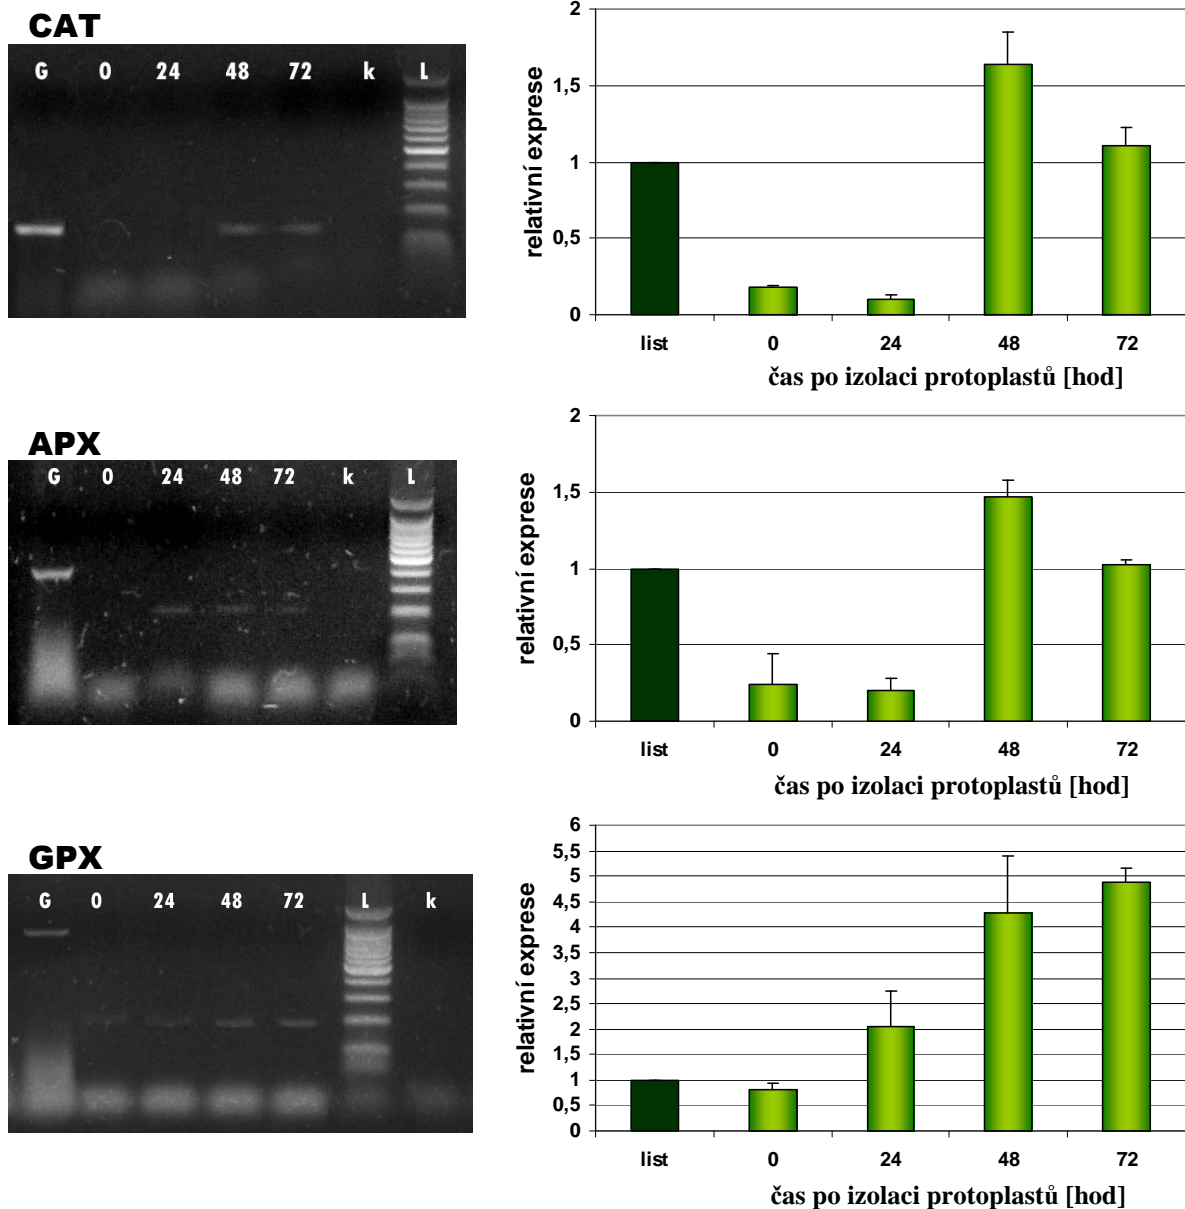 CAT
G 0 24 48 72 k L
2
1,5
1
0,5
0
relativní exprese
list 0 24 48 72
čas po izolaci protoplastů [hod]
APX
G 0 24 48 72 k L
2
1,5
1
0,5
0
relativní exprese
list 0 24 48 72
čas po izolaci protoplastů [hod]
GPX
G 0 24 48 72 L k
6
5,5
5
4,5
4
3,5
3
2,5
2
1,5
1
0,5
0
relativní exprese
list 0 24 48 72
čas po izolaci protoplastů [hod]